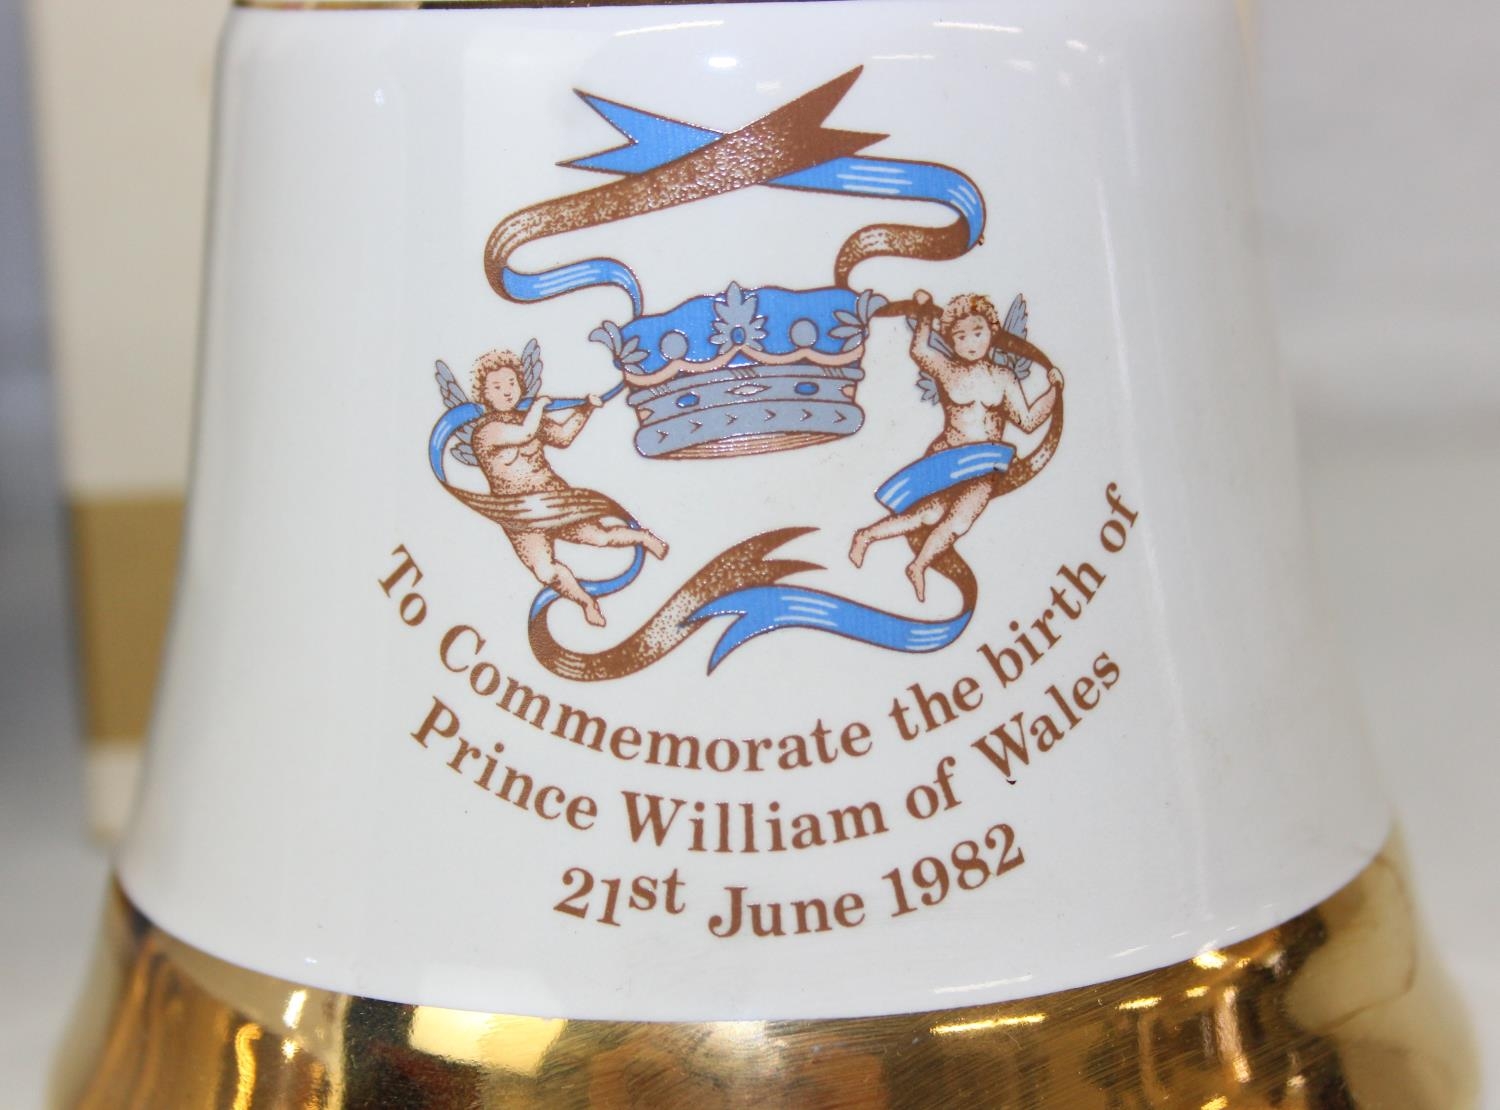 To Commemorate the birth of
Prince William of Wales
21st June 1982